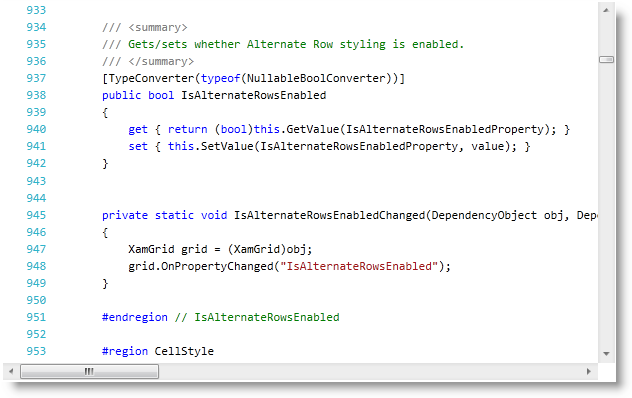 933
934 /// <summary>
935 /// Gets/sets whether Alternate Row styling is enabled.
936 /// </summary>
937 [TypeConverter(typeof(NullableBoolConverter))]
938 public bool IsAlternateRowsEnabled
939 {
940 get { return (bool)this.GetValue(IsAlternateRowsEnabledProperty); }
941 set { this.SetValue(IsAlternateRowsEnabledProperty, value); }
942 }
943
944
945 private static void IsAlternateRowsEnabledChanged(DependencyObject obj, Depe
946 {
947 XamGrid grid = (XamGrid)obj;
948 grid.OnPropertyChanged("IsAlternateRowsEnabled");
949 }
950
951 #endregion // IsAlternateRowsEnabled
952
953 #region CellStyle